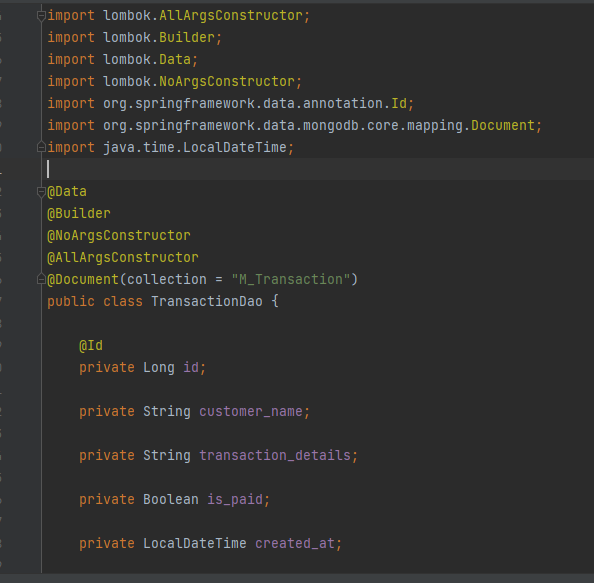 import lombok.AllArgsConstructor;
import lombok.Builder;
import lombok.Data;
import lombok.NoArgsConstructor;
import org.springframework.data.annotation.Id;
import org.springframework.data.mongodb.core.mapping.Document;
import java.time.LocalDateTime;
@Data
@Builder
@NoArgsConstructor
@AllArgsConstructor
@Document(collection = "M_Transaction")
public class TransactionDao {
@Id
private Long id;
private String customer_name;
private String transaction_details;
private Boolean is_paid;
private LocalDateTime created_at;